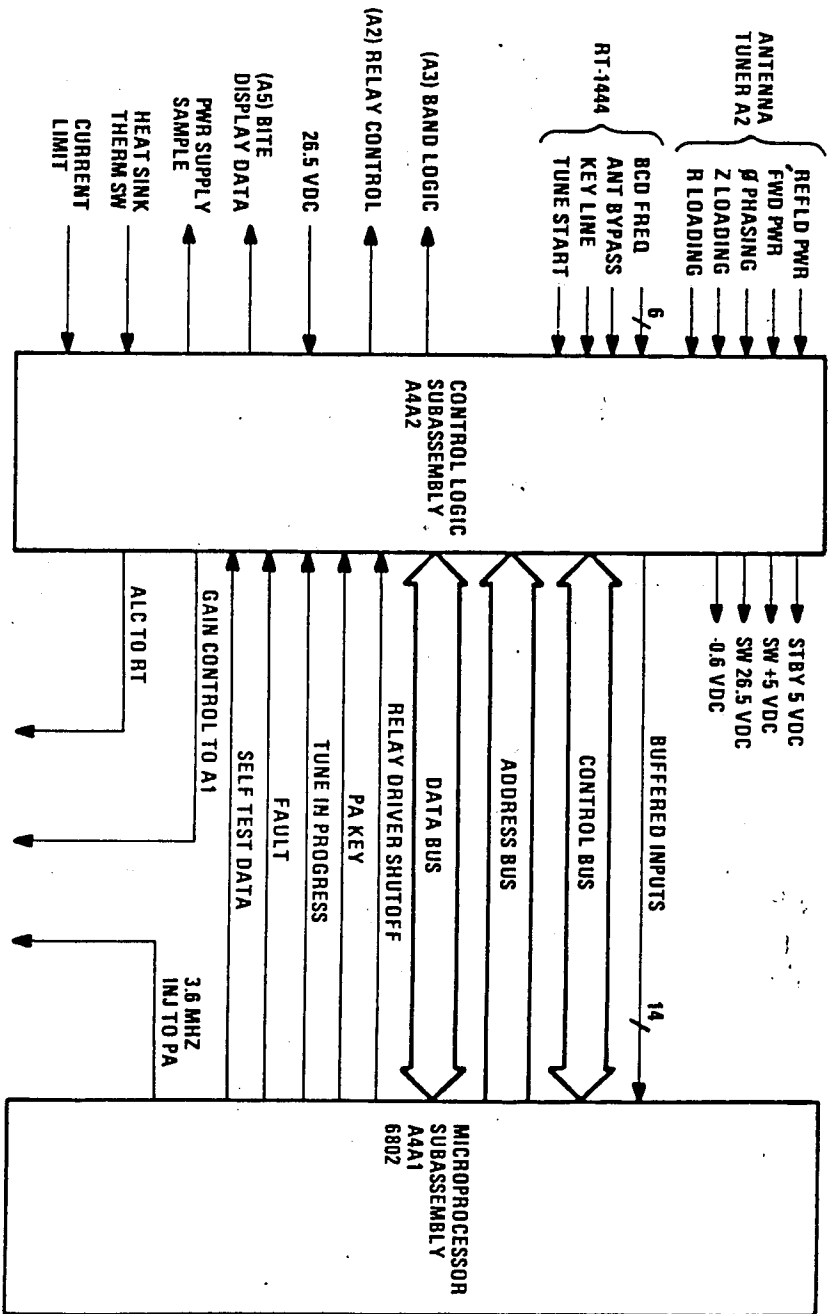 ANTENNA
TUNER A2
REFLD PWR
FWD PWR
Ø PHASING
Z LOADING
R LOADING
RT-1444
BCD FREQ
6
ANT BYPASS
KEY LINE
TUNE START
(A3) BAND LOGIC
(A2) RELAY CONTROL
26.5 VDC
(A5) BITE
DISPLAY DATA
PWR SUPPLY
SAMPLE
HEAT SINK
THERM SW
CURRENT
LIMIT
CONTROL LOGIC
SUBASSEMBLY
A4A2
STBY 5 VDC
SW +5 VDC
SW 26.5 VDC
-0.6 VDC
BUFFERED INPUTS
14
CONTROL BUS
ADDRESS BUS
DATA BUS
RELAY DRIVER SHUTOFF
PA KEY
TUNE IN PROGRESS
FAULT
SELF TEST DATA
GAIN CONTROL TO A1
ALC TO RT
3.6 MHZ
INJ TO PA
MICROPROCESSOR
SUBASSEMBLY
A4A1
6802